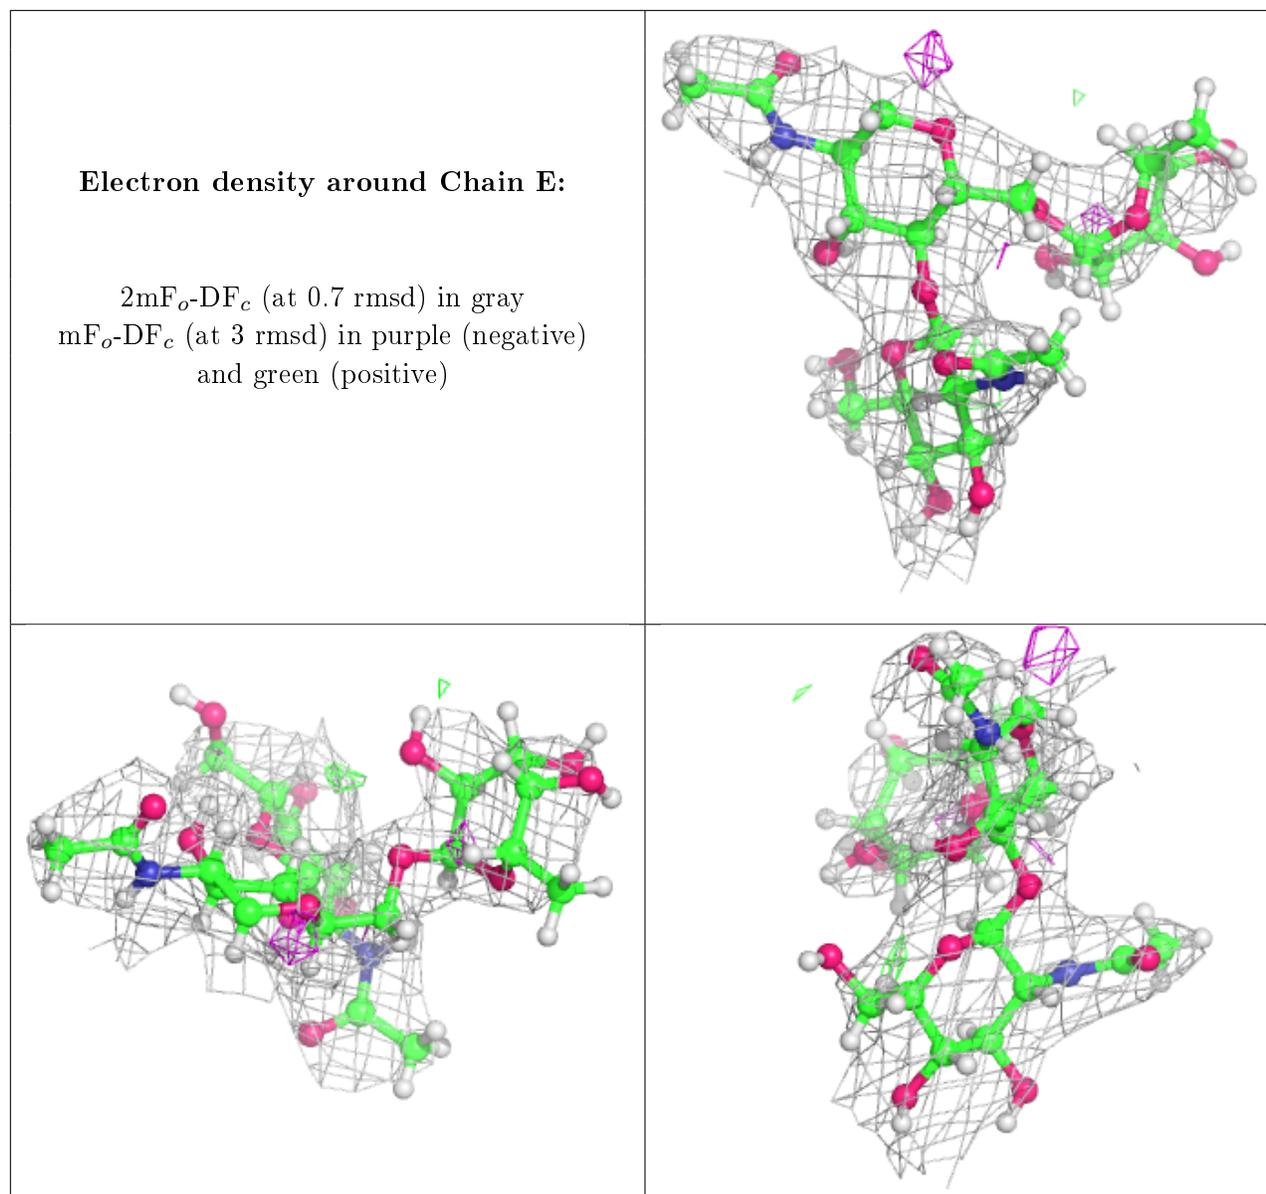 Electron density around Chain E:
2mFo-DFc (at 0.7 rmsd) in gray
mFo-DFc (at 3 rmsd) in purple (negative)
and green (positive)